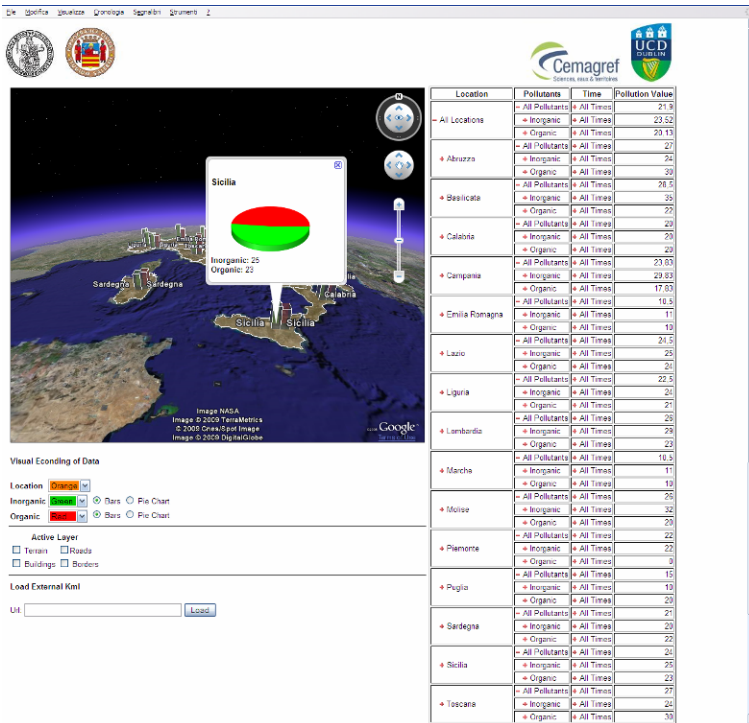 File Modifica Visualizza Cronologia Segnalibri Strumenti ?
Cemagref
Sciences, eaux & territoires
UCD
DUBLIN
N
Sicilia
Inorganic: 25
Organic: 23
Sardegna Sardegna
Calabria
Sicilia Sicilia
Image NASA
Image © 2009 TerraMetrics
© 2009 Cnes/Spot Image
Image © 2009 DigitalGlobe
Google
Terms of Use
Visual Econding of Data
Location Orange
Inorganic Green Bars Pie Chart
Organic Red Bars Pie Chart
Active Layer
Terrain Roads
Buildings Borders
Load External Kml
Url: Load
Location Pollutants Time Pollution Value
- All Locations - All Pollutants + All Times 21,9
+ Inorganic + All Times 23,52
+ Organic + All Times 20,13
+ Abruzzo - All Pollutants + All Times 27
+ Inorganic + All Times 24
+ Organic + All Times 30
+ Basilicata - All Pollutants + All Times 28,5
+ Inorganic + All Times 35
+ Organic + All Times 22
+ Calabria - All Pollutants + All Times 20
+ Inorganic + All Times 20
+ Organic + All Times 20
+ Campania - All Pollutants + All Times 23,83
+ Inorganic + All Times 29,83
+ Organic + All Times 17,83
+ Emilia Romagna - All Pollutants + All Times 10,5
+ Inorganic + All Times 11
+ Organic + All Times 10
+ Lazio - All Pollutants + All Times 24,5
+ Inorganic + All Times 25
+ Organic + All Times 24
+ Liguria - All Pollutants + All Times 22,5
+ Inorganic + All Times 24
+ Organic + All Times 21
+ Lombardia - All Pollutants + All Times 26
+ Inorganic + All Times 29
+ Organic + All Times 23
+ Marche - All Pollutants + All Times 10,5
+ Inorganic + All Times 11
+ Organic + All Times 10
+ Molise - All Pollutants + All Times 26
+ Inorganic + All Times 32
+ Organic + All Times 20
+ Piemonte - All Pollutants + All Times 22
+ Inorganic + All Times 22
+ Organic + All Times 0
+ Puglia - All Pollutants + All Times 15
+ Inorganic + All Times 10
+ Organic + All Times 20
+ Sardegna - All Pollutants + All Times 21
+ Inorganic + All Times 20
+ Organic + All Times 22
+ Sicilia - All Pollutants + All Times 24
+ Inorganic + All Times 25
+ Organic + All Times 23
+ Toscana - All Pollutants + All Times 27
+ Inorganic + All Times 24
+ Organic + All Times 30